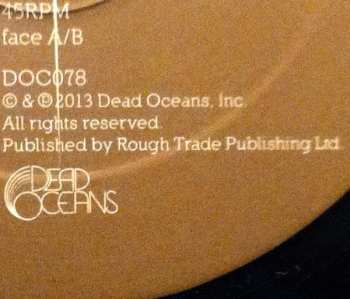 45RPM
face A/B
DOC078
© & ℗ 2013 Dead Oceans, Inc.
All rights reserved.
Published by Rough Trade Publishing Ltd.
DEAD
OCEANS